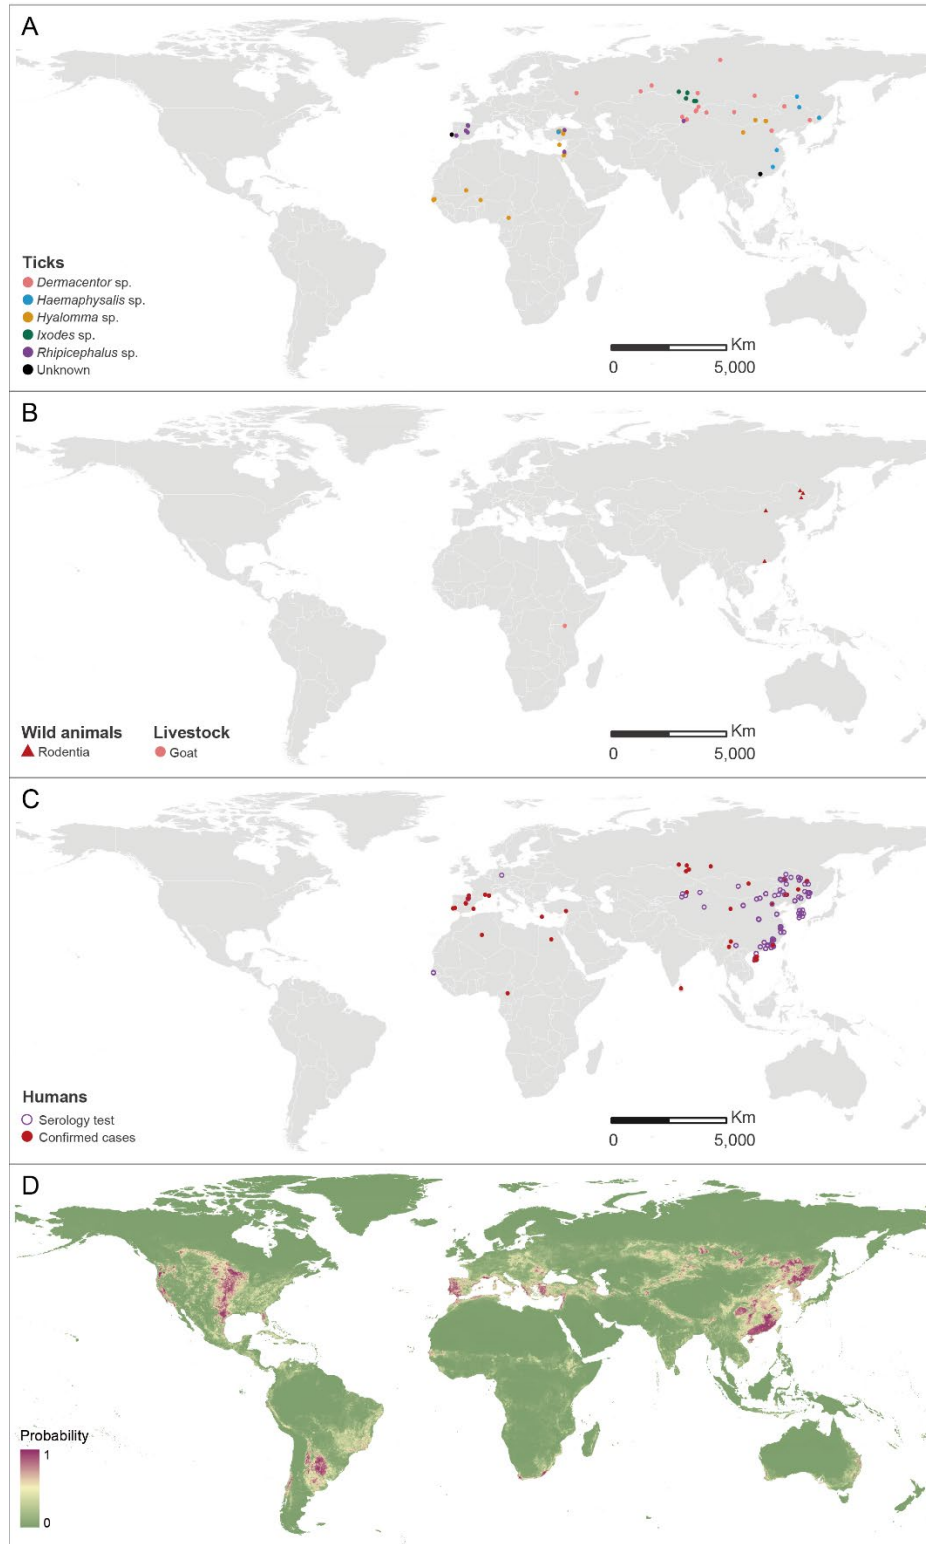 A
Ticks
Dermacentor sp.
Haemaphysalis sp.
Hyalomma sp.
Ixodes sp.
Rhipicephalus sp.
Unknown
Km
0 5,000
B
Wild animals Livestock
Rodentia Goat
Km
0 5,000
C
Humans
Serology test
Confirmed cases
Km
0 5,000
D
Probability
1
0